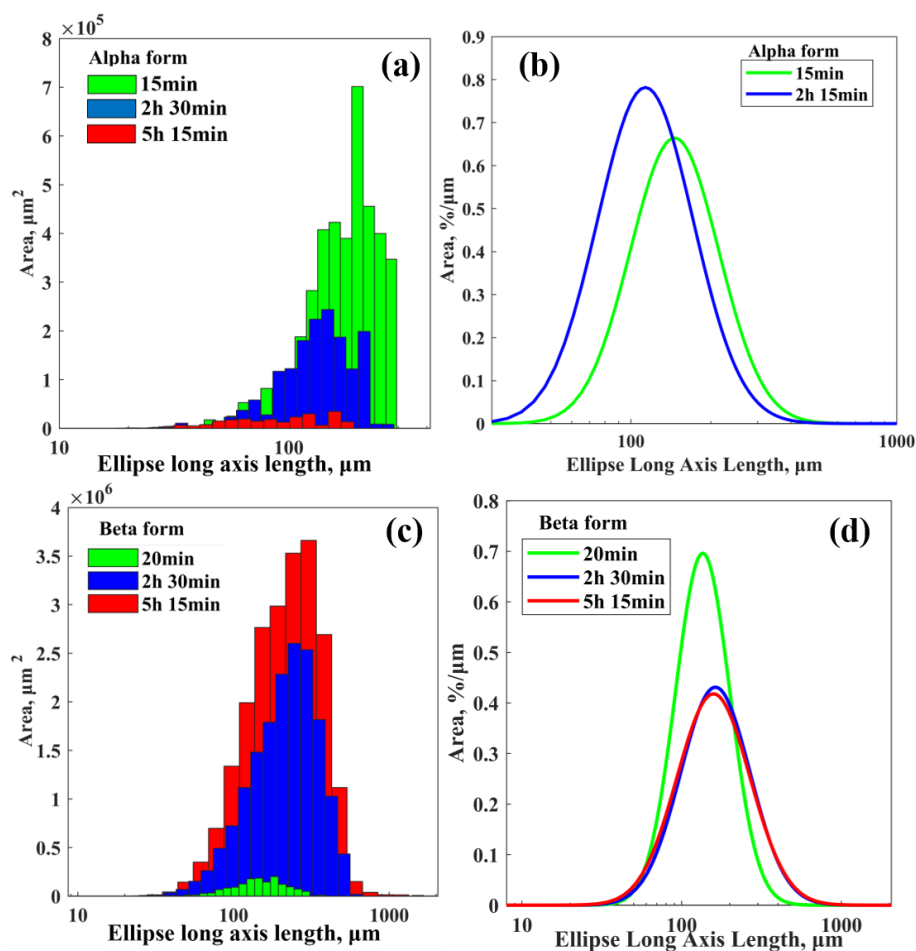 ×10⁵
8
7
6
5
4
3
2
1
0
Area, µm²
Alpha form
15min
2h 30min
5h 15min
(a)
10
100
Ellipse long axis length, µm
0.9
0.8
0.7
0.6
0.5
0.4
0.3
0.2
0.1
0
Area, %/µm
(b)
Alpha form
15min
2h 15min
100
1000
Ellipse Long Axis Length, µm
×10⁶
4
3.5
3
2.5
2
1.5
1
0.5
0
Area, µm²
Beta form
20min
2h 30min
5h 15min
(c)
10
100
1000
Ellipse long axis length, µm
0.8
0.7
0.6
0.5
0.4
0.3
0.2
0.1
0
Area, %/µm
Beta form
20min
2h 30min
5h 15min
(d)
10
100
1000
Ellipse Long Axis Length, µm